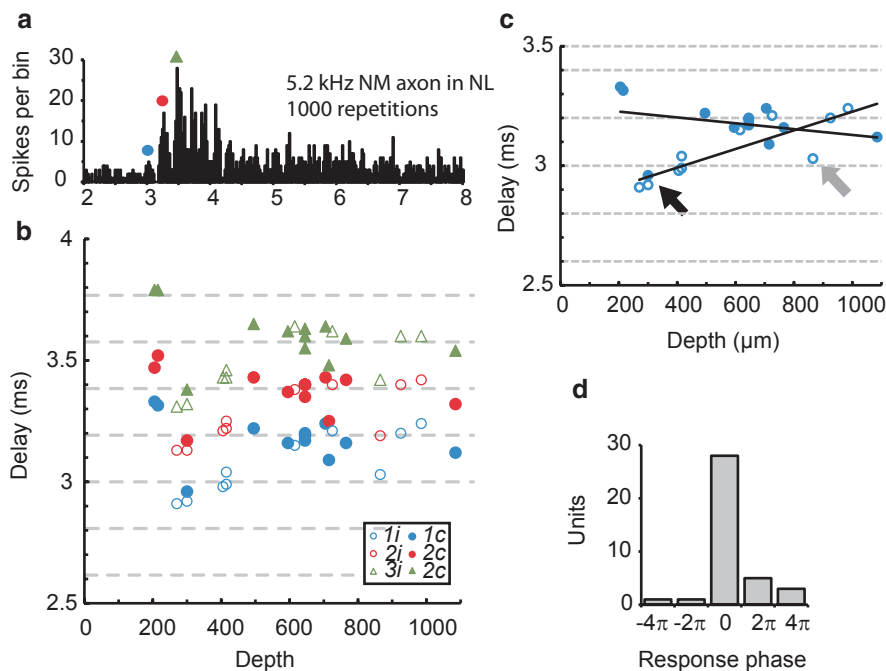 a
Spikes per bin
30
20
10
0
5.2 kHz NM axon in NL
1000 repetitions
2 3 4 5 6 7 8
b
Delay (ms)
4
3.5
3
2.5
1i 1c
2i 2c
3i 2c
0 200 400 600 800 1000
Depth
c
Delay (ms)
3.5
3
2.5
0 200 400 600 800 1000
Depth (µm)
d
Units
30
20
10
0
-4π -2π 0 2π 4π
Response phase